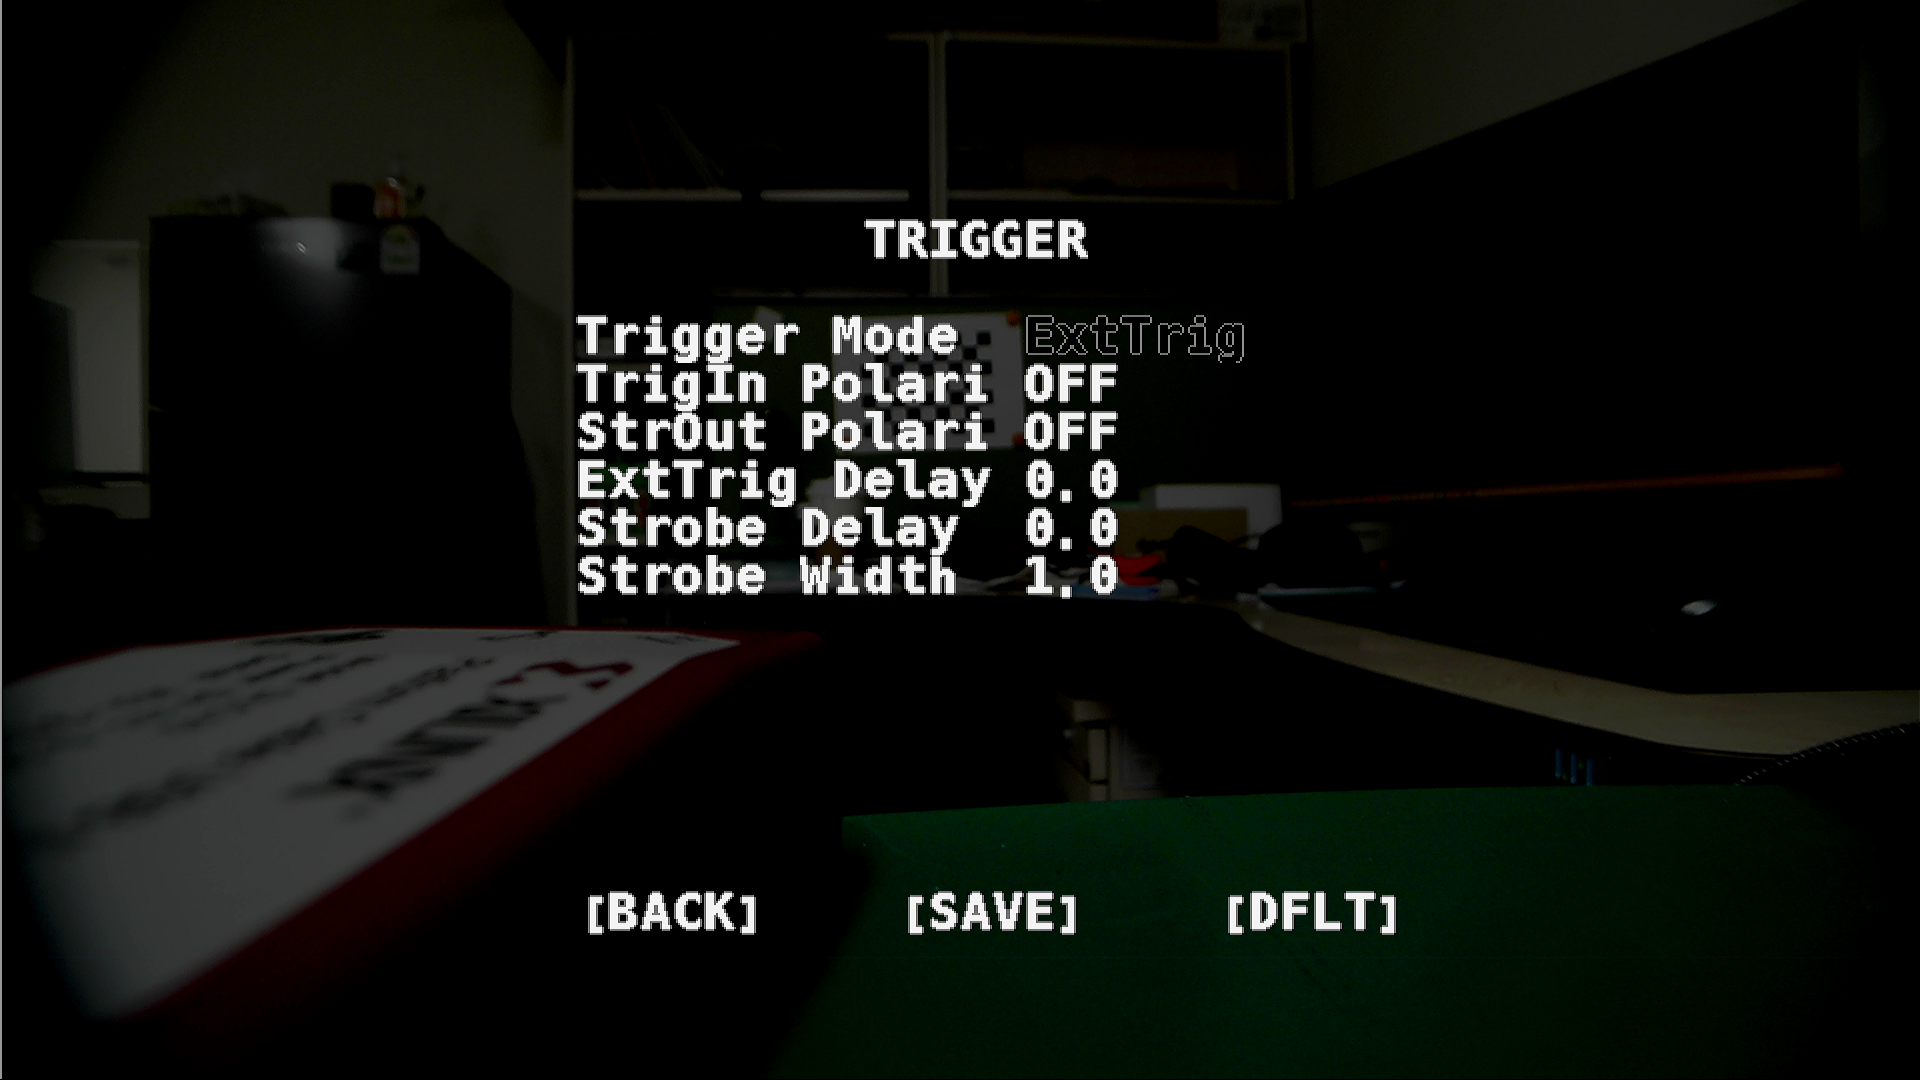 TRIGGER
Trigger Mode ExtTrig
TrigIn Polari OFF
StrOut Polari OFF
ExtTrig Delay 0.0
Strobe Delay 0.0
Strobe Width 1.0
[BACK] [SAVE] [DFLT]